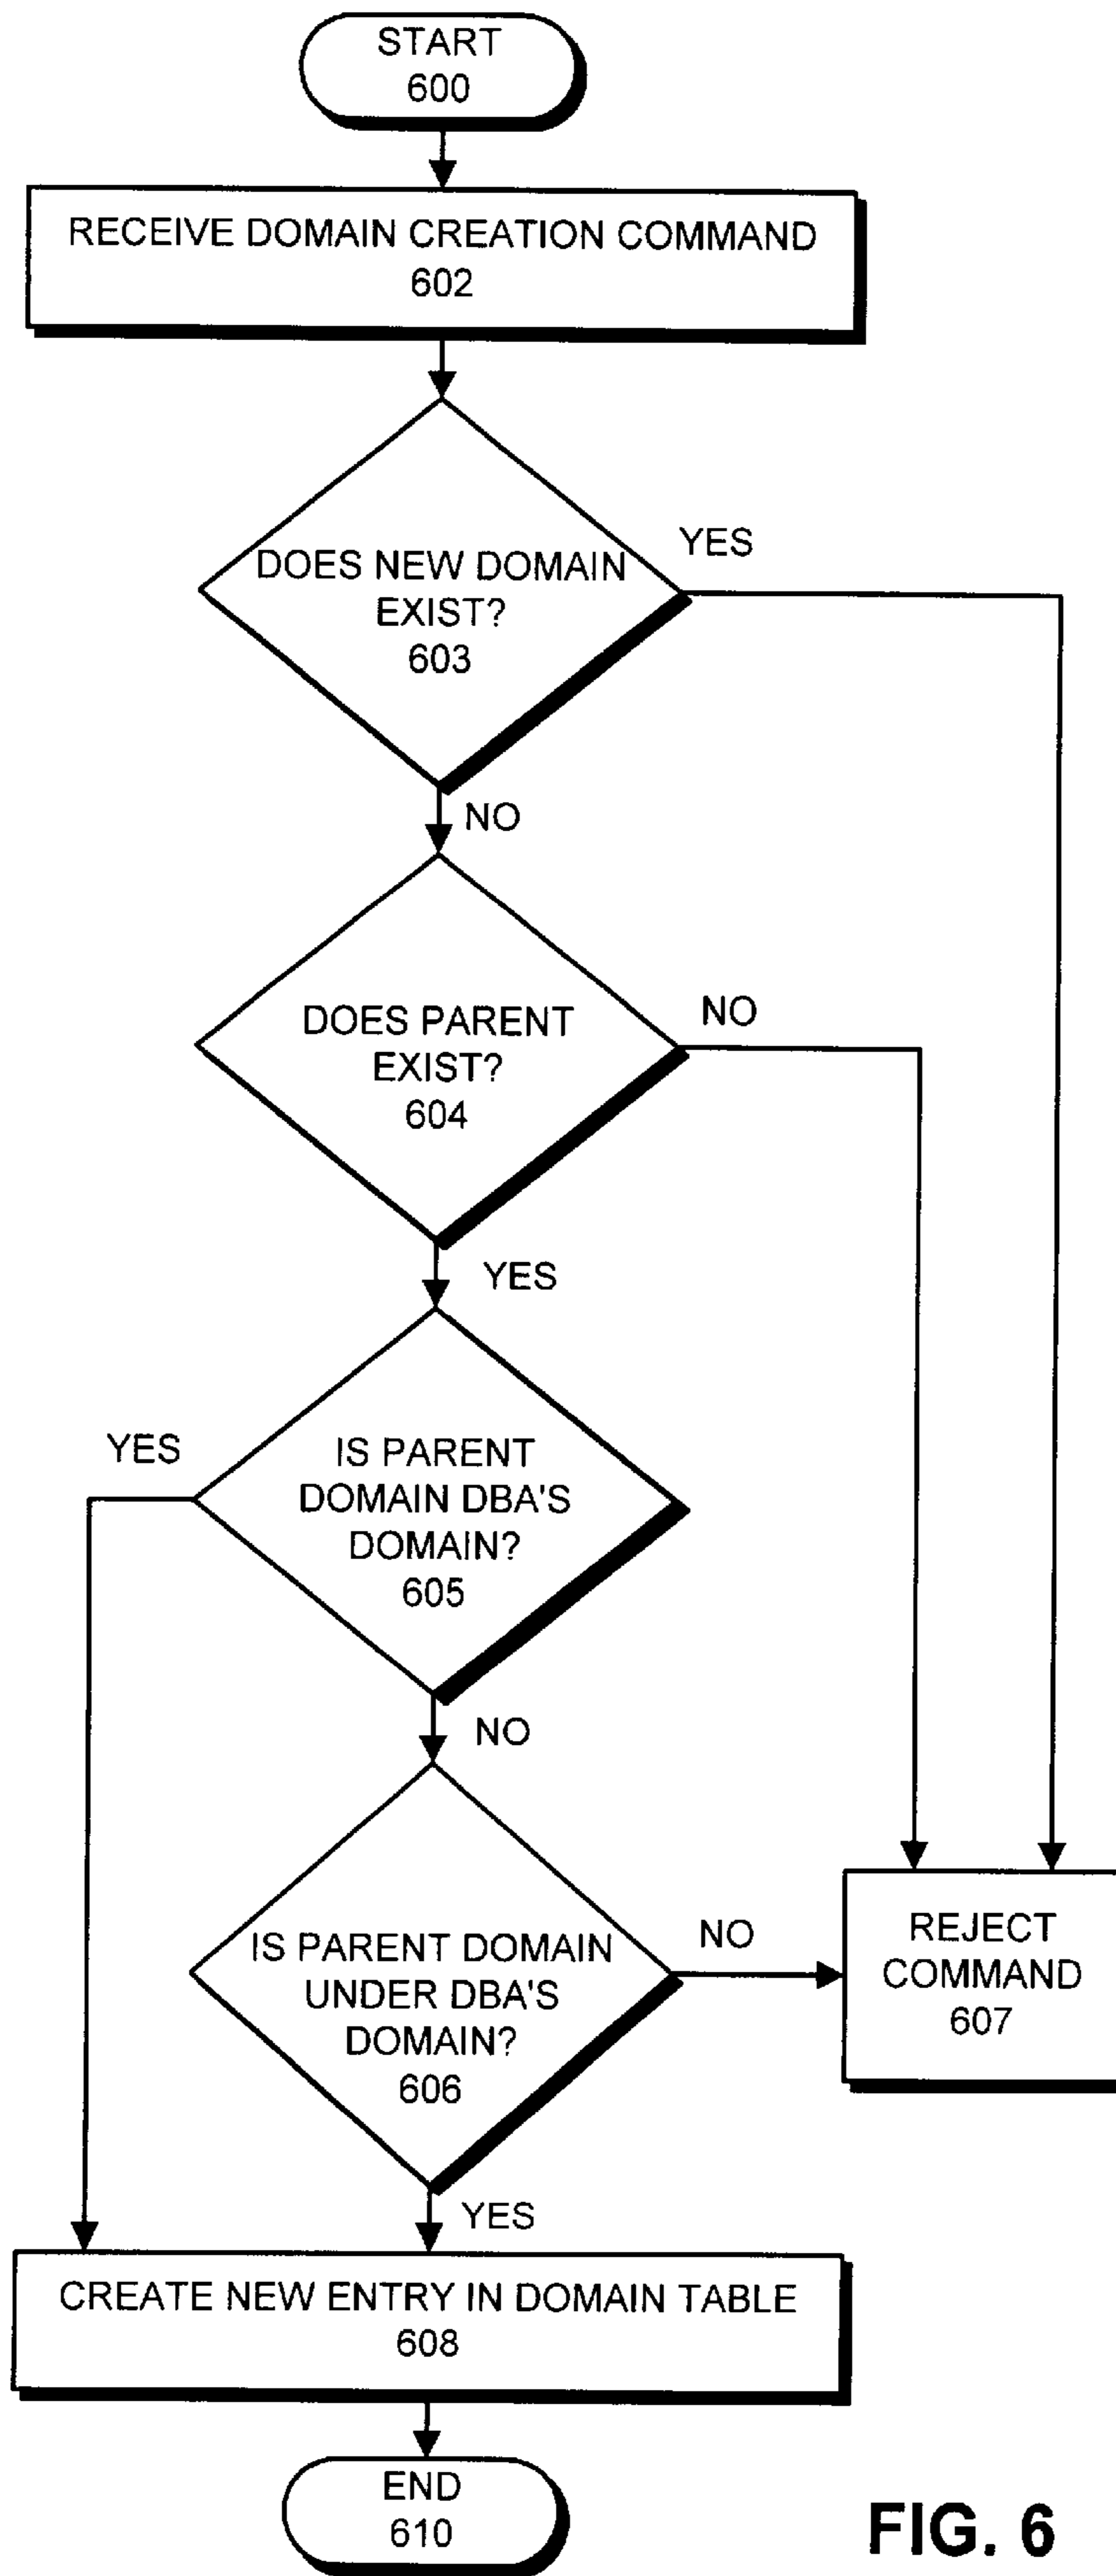 START
600
RECEIVE DOMAIN CREATION COMMAND
602
DOES NEW DOMAIN
EXIST?
603
YES
NO
DOES PARENT
EXIST?
604
NO
YES
IS PARENT
DOMAIN DBA'S
DOMAIN?
605
YES
NO
IS PARENT DOMAIN
UNDER DBA'S
DOMAIN?
606
NO
REJECT
COMMAND
607
YES
CREATE NEW ENTRY IN DOMAIN TABLE
608
END
610
FIG. 6